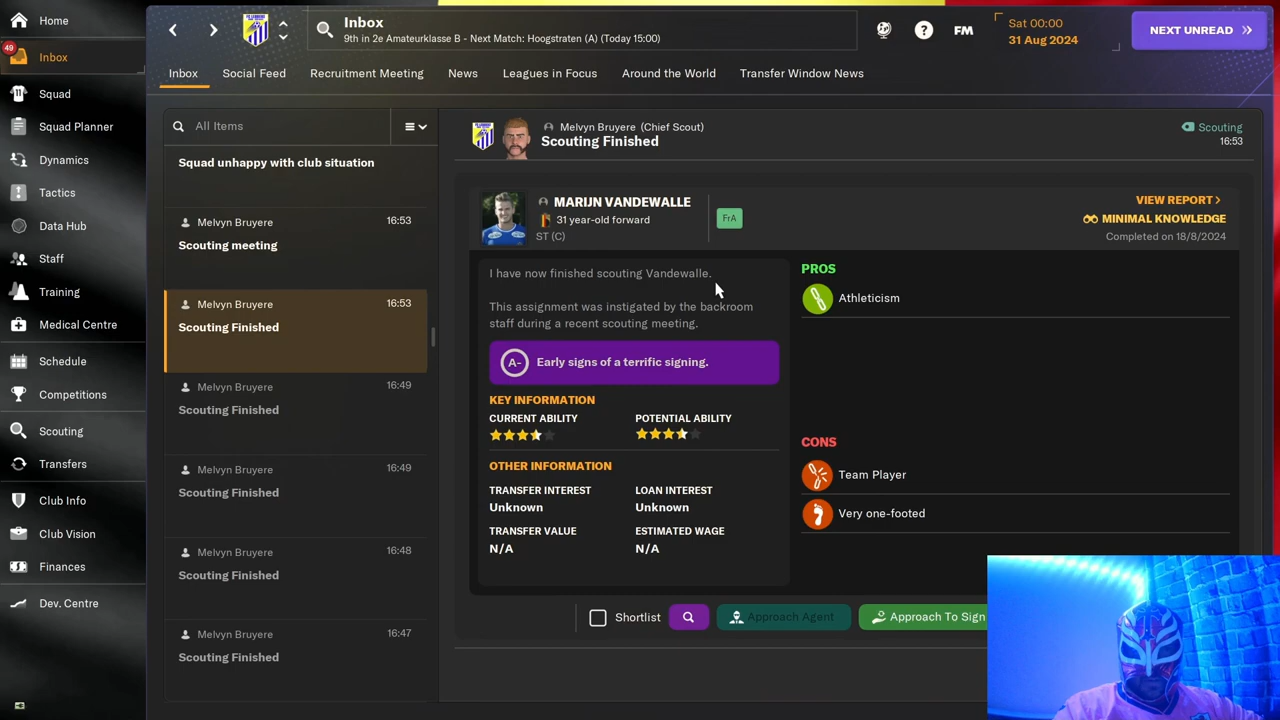 Home
49
Inbox
Squad
Squad Planner
Dynamics
Tactics
Data Hub
Staff
Training
Medical Centre
Schedule
Competitions
Scouting
Transfers
Club Info
Club Vision
Finances
Dev. Centre
Inbox
9th in 2e Amateurklasse B - Next Match: Hoogstraten (A) (Today 15:00)
?
FM
Sat 00:00
31 Aug 2024
NEXT UNREAD
Inbox
Social Feed
Recruitment Meeting
News
Leagues in Focus
Around the World
Transfer Window News
All Items
Squad unhappy with club situation
Melvyn Bruyere 16:53
Scouting meeting
Melvyn Bruyere 16:53
Scouting Finished
Melvyn Bruyere 16:49
Scouting Finished
Melvyn Bruyere 16:49
Scouting Finished
Melvyn Bruyere 16:48
Scouting Finished
Melvyn Bruyere 16:47
Scouting Finished
Melvyn Bruyere (Chief Scout)
Scouting Finished
Scouting
16:53
MARIJN VANDEWALLE
31 year-old forward
ST (C)
FrA
VIEW REPORT >
MINIMAL KNOWLEDGE
Completed on 18/8/2024
I have now finished scouting Vandewalle.
This assignment was instigated by the backroom
staff during a recent scouting meeting.
A- Early signs of a terrific signing.
KEY INFORMATION
CURRENT ABILITY POTENTIAL ABILITY
OTHER INFORMATION
TRANSFER INTEREST LOAN INTEREST
Unknown Unknown
TRANSFER VALUE ESTIMATED WAGE
N/A N/A
PROS
Athleticism
CONS
Team Player
Very one-footed
Shortlist
Approach Agent
Approach To Sign